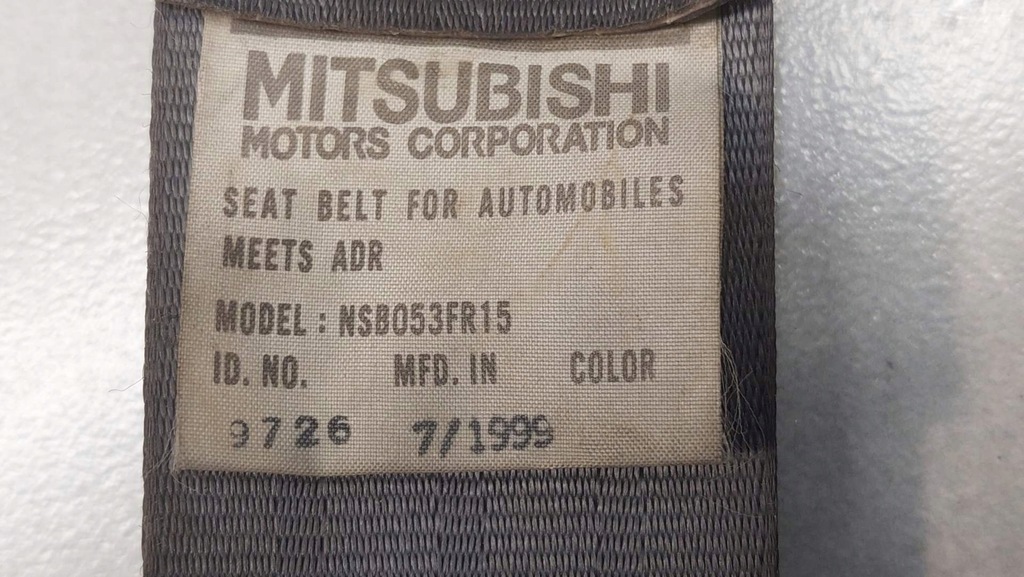 MITSUBISHI
MOTORS CORPORATION
SEAT BELT FOR AUTOMOBILES
MEETS ADR
MODEL : NSB053FR15
ID. NO. MFD. IN COLOR
9726 7/1999